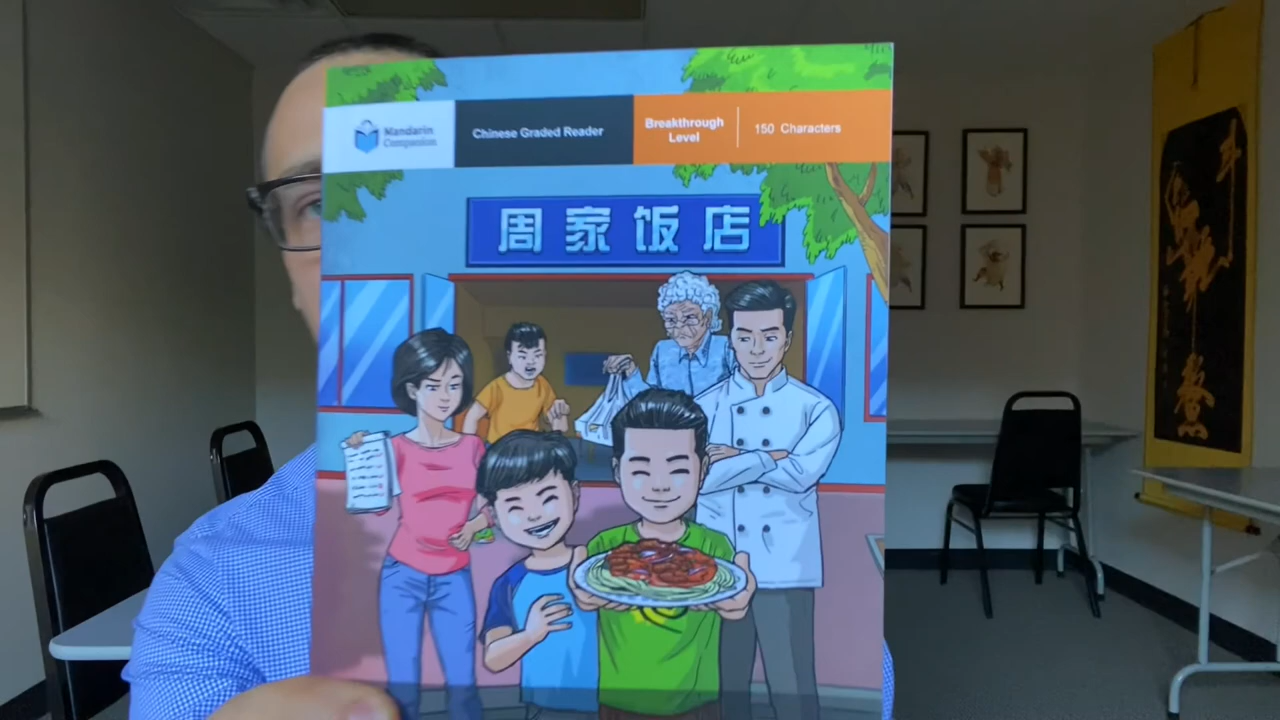 Mandarin
Companion
Chinese Graded Reader
Breakthrough
Level
150 Characters
周家饭店